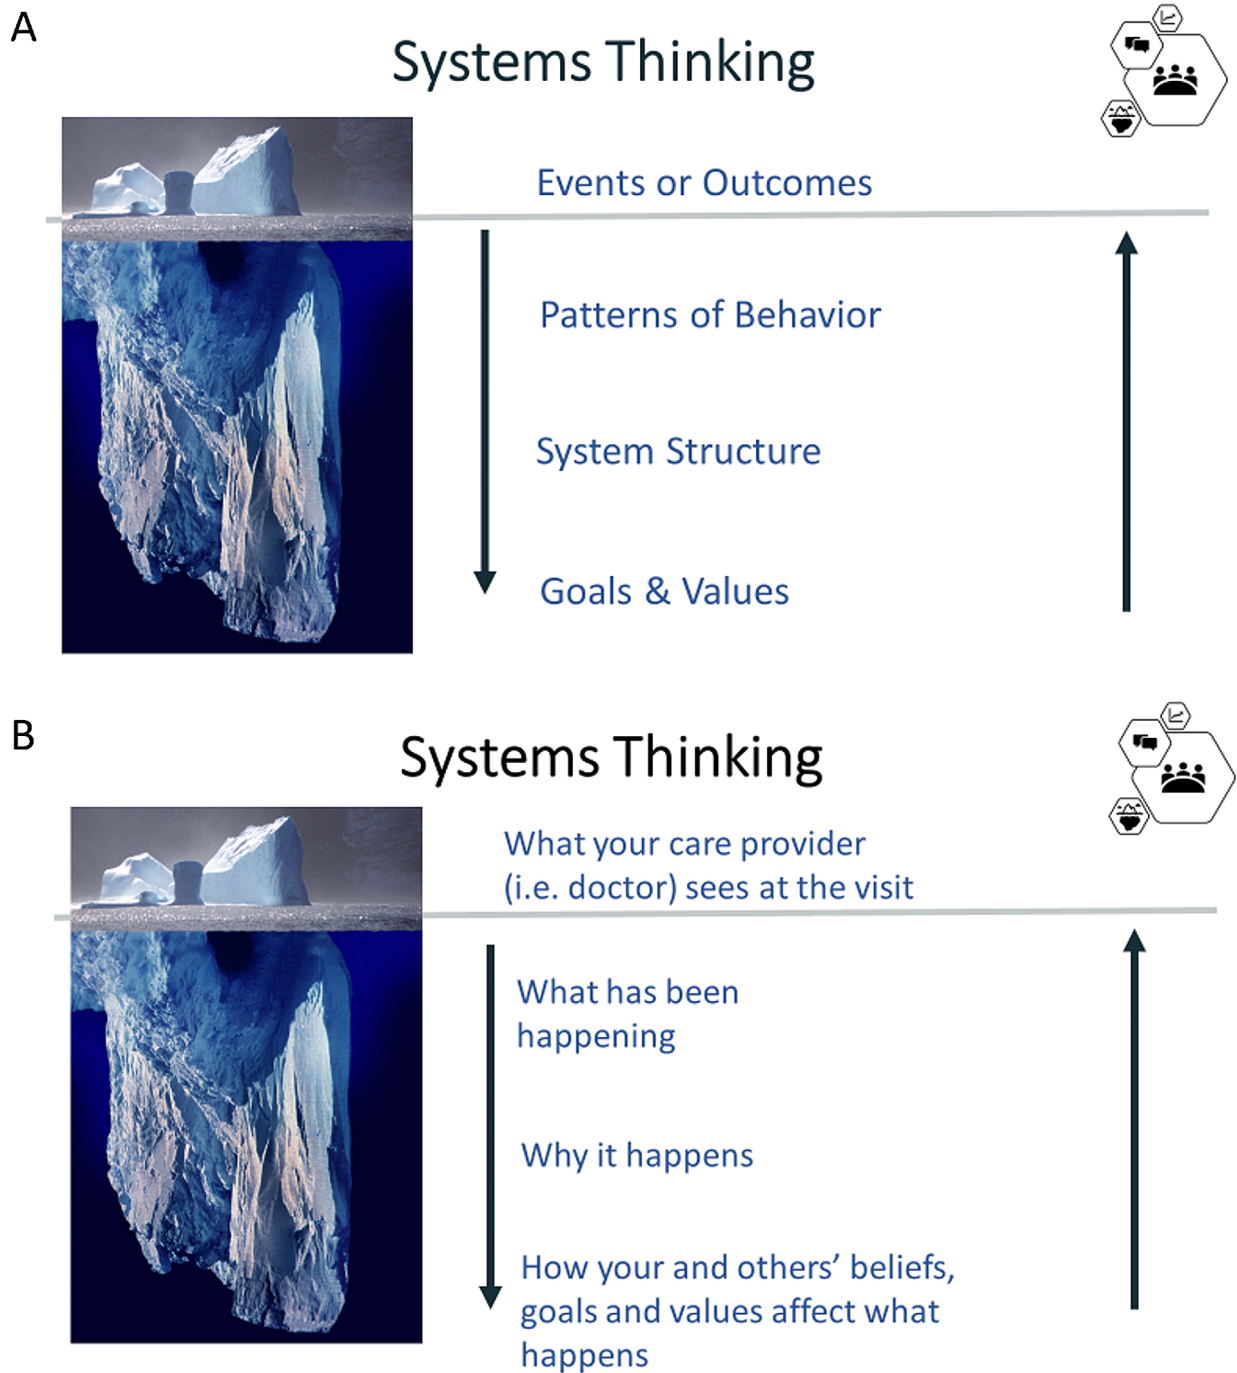 A
Systems Thinking
Events or Outcomes
Patterns of Behavior
System Structure
Goals & Values
B
Systems Thinking
What your care provider
(i.e. doctor) sees at the visit
What has been
happening
Why it happens
How your and others’ beliefs,
goals and values affect what
happens